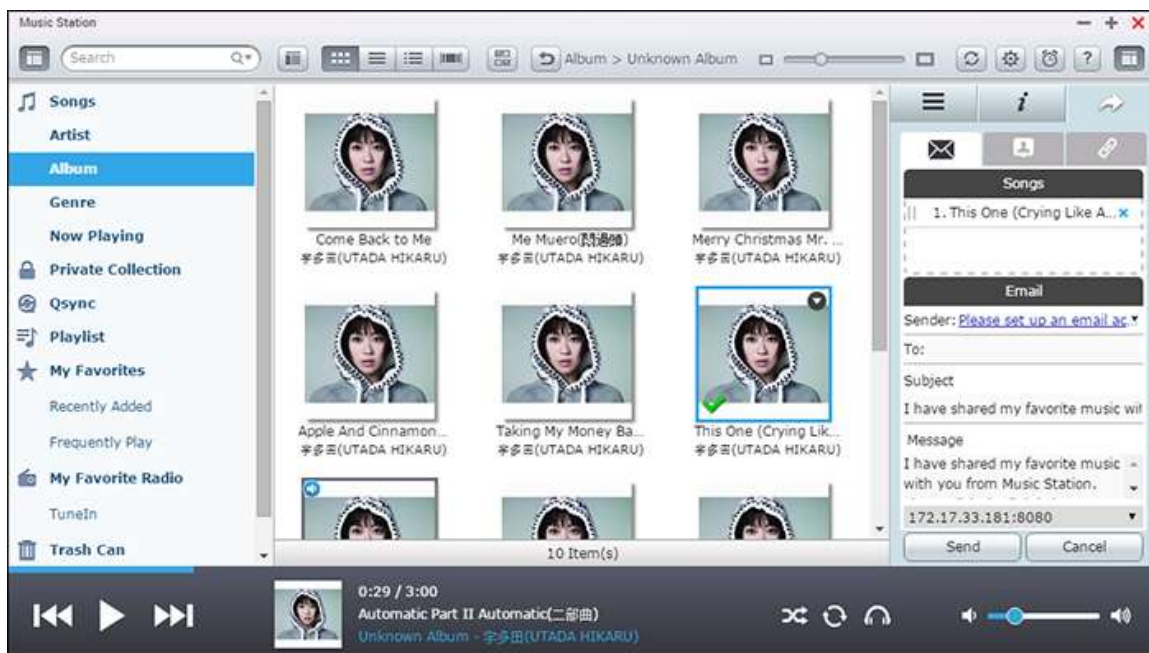 Music Station
Search
Album > Unknown Album
?
Songs
Artist
Album
Genre
Now Playing
Private Collection
Qsync
Playlist
My Favorites
Recently Added
Frequently Play
My Favorite Radio
TuneIn
Trash Can
Come Back to Me
宇多田(UTADA HIKARU)
Me Muero(悶過頭)
宇多田(UTADA HIKARU)
Merry Christmas Mr. ...
宇多田(UTADA HIKARU)
Apple And Cinnamon...
宇多田(UTADA HIKARU)
Taking My Money Ba...
宇多田(UTADA HIKARU)
This One (Crying Lik...
宇多田(UTADA HIKARU)
10 Item(s)
i
Songs
1. This One (Crying Like A...
Email
Sender: Please set up an email ac.
To:
Subject
I have shared my favorite music wit
Message
I have shared my favorite music
with you from Music Station.
172.17.33.181:8080
Send
Cancel
0:29 / 3:00
Automatic Part II Automatic(二部曲)
Unknown Album - 宇多田(UTADA HIKARU)